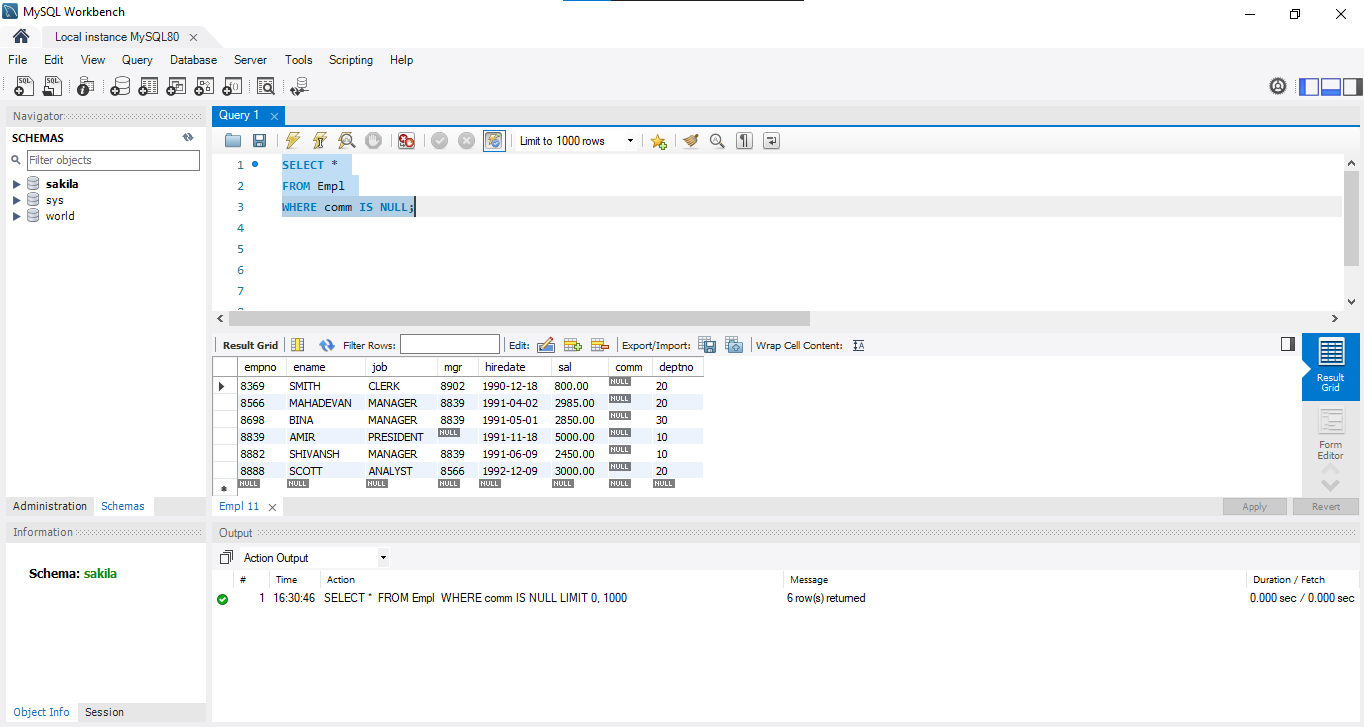 MySQL Workbench
Local instance MySQL80
File Edit View Query Database Server Tools Scripting Help
Navigator
SCHEMAS
Filter objects
sakila
sys
world
Administration Schemas
Information
Schema: sakila
Object Info Session
Query 1
Limit to 1000 rows
1 SELECT *
2 FROM Empl
3 WHERE comm IS NULL;
4
5
6
7
Result Grid Filter Rows: Edit: Export/Import: Wrap Cell Content:
empno ename job mgr hiredate sal comm deptno
8369 SMITH CLERK 8902 1990-12-18 800.00 NULL 20
8566 MAHADEVAN MANAGER 8839 1991-04-02 2985.00 NULL 20
8698 BINA MANAGER 8839 1991-05-01 2850.00 NULL 30
8839 AMIR PRESIDENT NULL 1991-11-18 5000.00 NULL 10
8882 SHIVANSH MANAGER 8839 1991-06-09 2450.00 NULL 10
8888 SCOTT ANALYST 8566 1992-12-09 3000.00 NULL 20
NULL NULL NULL NULL NULL NULL NULL NULL
Result
Grid
Form
Editor
Empl 11
Apply Revert
Output
Action Output
# Time Action Message Duration / Fetch
1 16:30:46 SELECT * FROM Empl WHERE comm IS NULL LIMIT 0, 1000 6 row(s) returned 0.000 sec / 0.000 sec